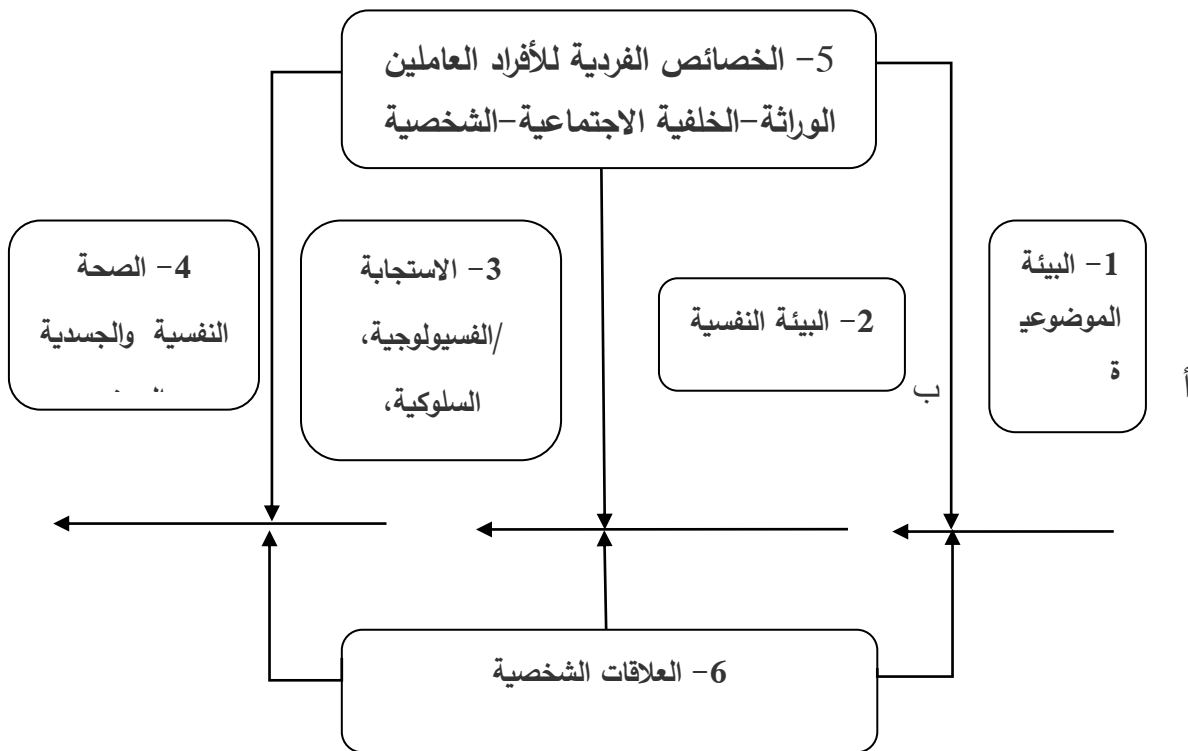 5- الخصائص الفردية للأفراد العاملين
الوراثة-الخلفية الاجتماعية-الشخصية
1- البيئة
الموضوعي
ة
أ
2- البيئة النفسية
ب
3- الاستجابة
/الفسيولوجية،
السلوكية،
4- الصحة
النفسية والجسدية
6- العلاقات الشخصية